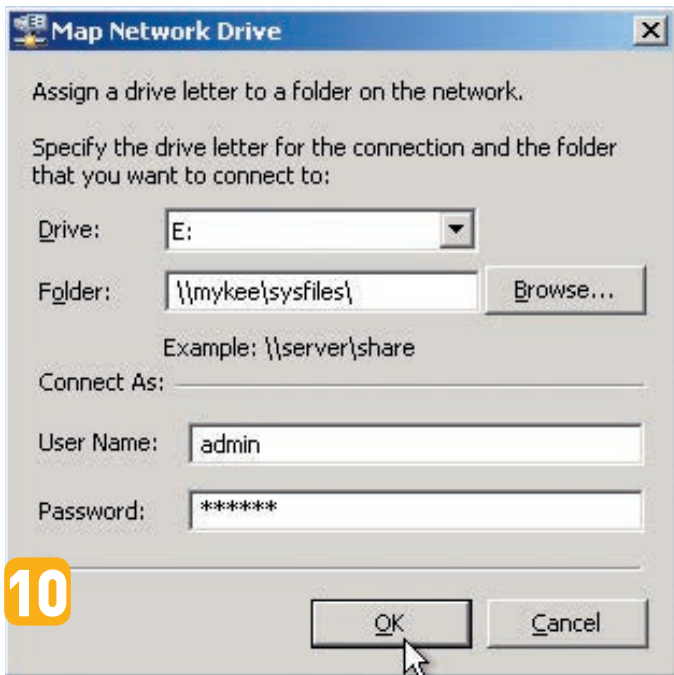 Map Network Drive
Assign a drive letter to a folder on the network.
Specify the drive letter for the connection and the folder
that you want to connect to:
Drive: E:
Folder: \\mykee\sysfiles\ Browse...
Example: \\server\share
Connect As:
User Name: admin
Password: ******
10
OK Cancel